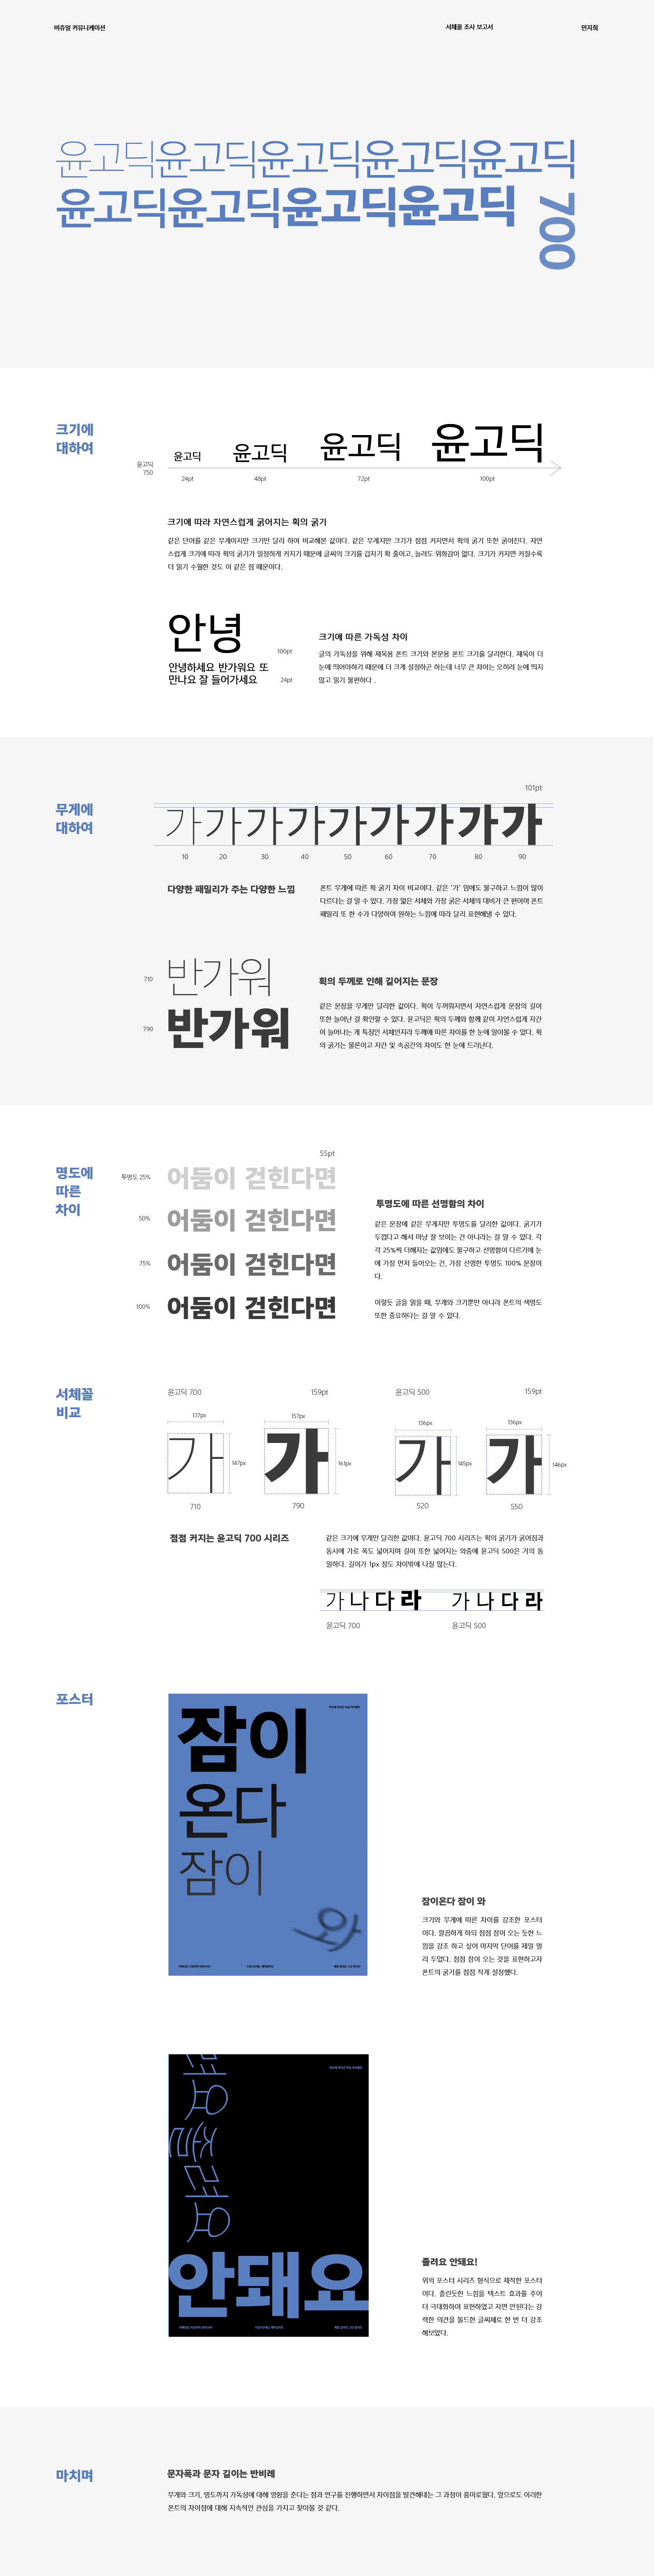 비쥬얼 커뮤니케이션
서체꼴 조사 보고서
민지희
윤고딕윤고딕윤고딕윤고딕윤고딕
윤고딕윤고딕윤고딕윤고딕
700
크기에
대하여
윤고딕
750
윤고딕
윤고딕
윤고딕
윤고딕
24pt
48pt
72pt
100pt
크기에 따라 자연스럽게 굵어지는 획의 굵기
같은 단어를 같은 무게이지만 크기만 달리 하여 비교해본 값이다. 같은 무게지만 크기가 점점 커지면서 획의 굵기 또한 굵어진다. 자연
스럽게 크기에 따라 획의 굵기가 일정하게 커지기 때문에 글씨의 크기를 갑자기 확 줄이고, 늘려도 위화감이 없다. 크기가 커지면 커질수록
더 읽기 수월한 것도 이 같은 점 때문이다.
안녕
100pt
안녕하세요 반가워요 또
만나요 잘 들어가세요
24pt
크기에 따른 가독성 차이
글의 가독성을 위해 제목용 폰트 크기와 본문용 폰트 크기를 달리한다. 제목이 더
눈에 띄어야하기 때문에 더 크게 설정하곤 하는데 너무 큰 차이는 오히려 눈에 띄지
않고 읽기 불편하다 .
무게에
대하여
101pt
가 가 가 가 가 가 가 가 가
10
20
30
40
50
60
70
80
90
다양한 패밀리가 주는 다양한 느낌
폰트 무게에 따른 획 굵기 차이 비교이다. 같은 '가' 임에도 불구하고 느낌이 많이
다르다는 걸 알 수 있다. 가장 얇은 서체와 가장 굵은 서체의 대비가 큰 편이며 폰트
패밀리 또 한 수가 다양하여 원하는 느낌에 따라 달리 표현해낼 수 있다.
710
반가워
790
반가워
획의 두께로 인해 길어지는 문장
같은 문장을 무게만 달리한 값이다. 획이 두꺼워지면서 자연스럽게 문장의 길이
또한 늘어난 걸 확인할 수 있다. 윤고딕은 획의 두께와 함께 같이 자연스럽게 자간
이 늘어나는 게 특징인 서체인지라 두께에 따른 차이를 한 눈에 알아볼 수 있다. 획
의 굵기는 물론이고 자간 및 속공간의 차이도 한 눈에 드러난다.
명도에
따른
차이
55pt
투명도 25%
어둠이 걷힌다면
50%
어둠이 걷힌다면
75%
어둠이 걷힌다면
100%
어둠이 걷힌다면
투명도에 따른 선명함의 차이
같은 문장에 같은 무게지만 투명도를 달리한 값이다. 굵기가
두껍다고 해서 마냥 잘 보이는 건 아니라는 걸 알 수 있다. 각
각 25%씩 더해지는 값임에도 불구하고 선명함이 다르기에 눈
에 가장 먼저 들어오는 건, 가장 선명한 투명도 100% 문장이
다.
이렇듯 글을 읽을 때, 무게와 크기뿐만 아니라 폰트의 색명도
또한 중요하다는 걸 알 수 있다.
서체꼴
비교
윤고딕 700
159pt
윤고딕 500
159pt
137px
157px
136px
136px
가
147px
가
161px
가
145px
가
146px
710
790
520
550
점점 커지는 윤고딕 700 시리즈
같은 크기에 무게만 달리한 값이다. 윤고딕 700 시리즈는 획의 굵기가 굵어짐과
동시에 가로 폭도 넓어지며 길이 또한 넓어지는 와중에 윤고딕 500은 거의 동
일하다. 길이가 1px 정도 차이밖에 나질 않는다.
가 나 다 라
가 나 다 라
윤고딕 700
윤고딕 500
포스터
잠이
온다
잠이
와
잠이온다 잠이 와
크기와 무게에 따른 차이를 강조한 포스터
이다. 깔끔하게 하되 점점 잠이 오는 듯한 느
낌을 강조 하고 싶어 마지막 단어를 제일 멀
리 두었다. 점점 잠이 오는 것을 표현하고자
폰트의 굵기를 점점 작게 설정했다.
졸려요
안돼요
졸려요 안돼요!
위의 포스터 시리즈 형식으로 제작한 포스터
이다. 졸린듯한 느낌을 텍스트 효과를 주어
더 극대화하여 표현하였고 자면 안된다는 강
력한 의견을 볼드한 글씨체로 한 번 더 강조
해보았다.
마치며
문자폭과 문자 길이는 반비례
무게와 크기, 명도까지 가독성에 대해 영향을 준다는 점과 연구를 진행하면서 차이점을 발견해내는 그 과정이 흥미로웠다. 앞으로도 이러한
폰트의 차이점에 대해 지속적인 관심을 가지고 찾아볼 것 같다.